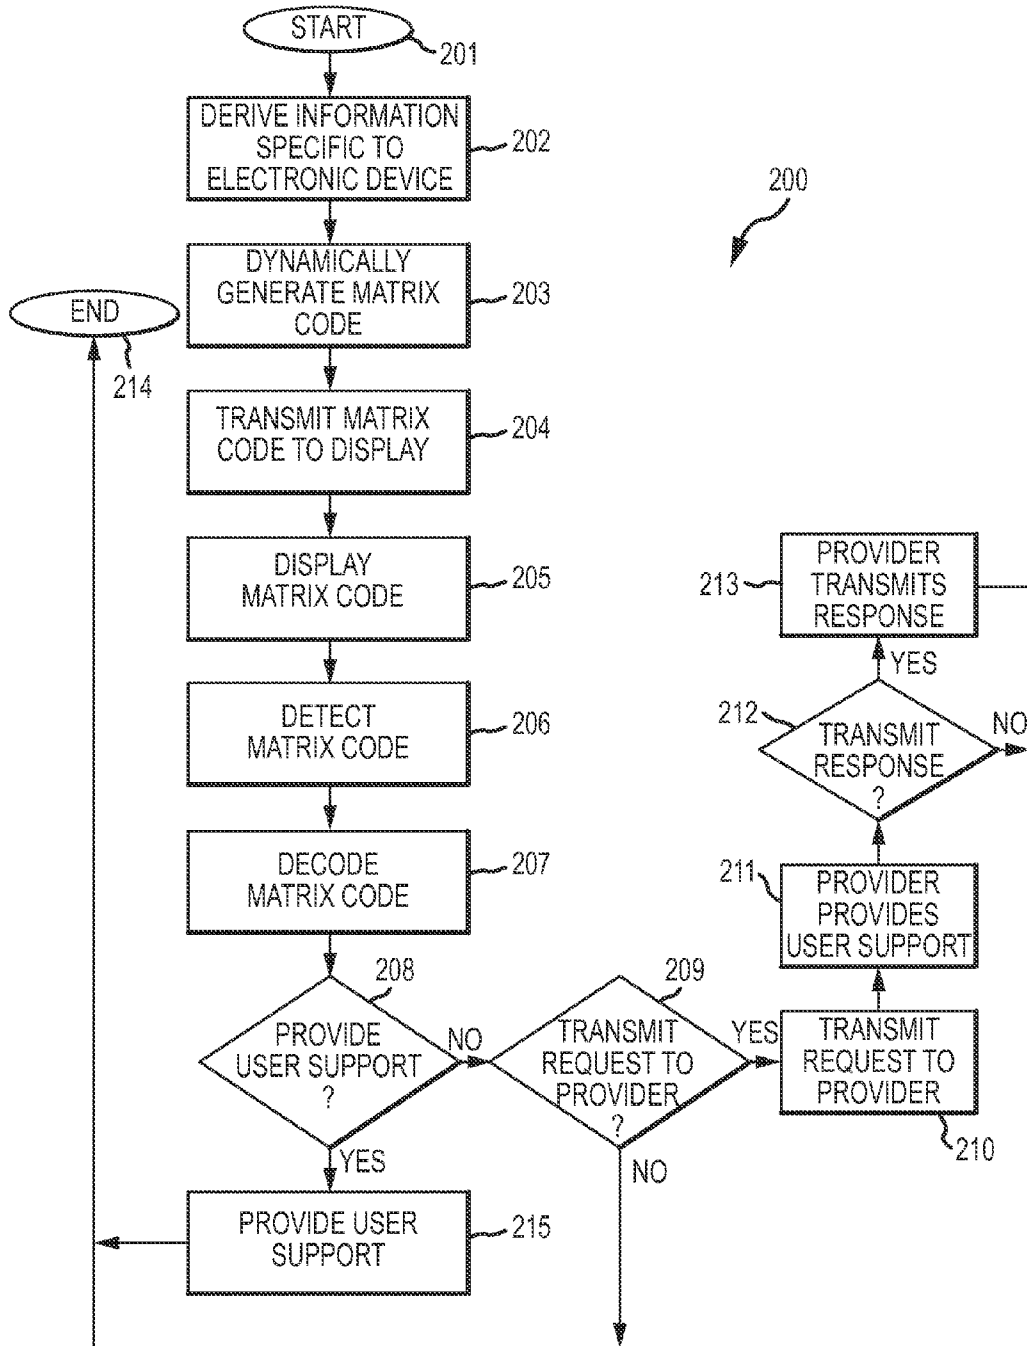 START
201
DERIVE INFORMATION
SPECIFIC TO
ELECTRONIC DEVICE
202
200
DYNAMICALLY
GENERATE MATRIX
CODE
203
END
214
TRANSMIT MATRIX
CODE TO DISPLAY
204
DISPLAY
MATRIX CODE
205
DETECT
MATRIX CODE
206
DECODE
MATRIX CODE
207
208
PROVIDE
USER SUPPORT
?
NO
YES
PROVIDE USER
SUPPORT
215
209
TRANSMIT
REQUEST TO
PROVIDER
?
YES
NO
TRANSMIT
REQUEST TO
PROVIDER
210
211
PROVIDER
PROVIDES
USER SUPPORT
212
TRANSMIT
RESPONSE
?
NO
YES
213
PROVIDER
TRANSMITS
RESPONSE